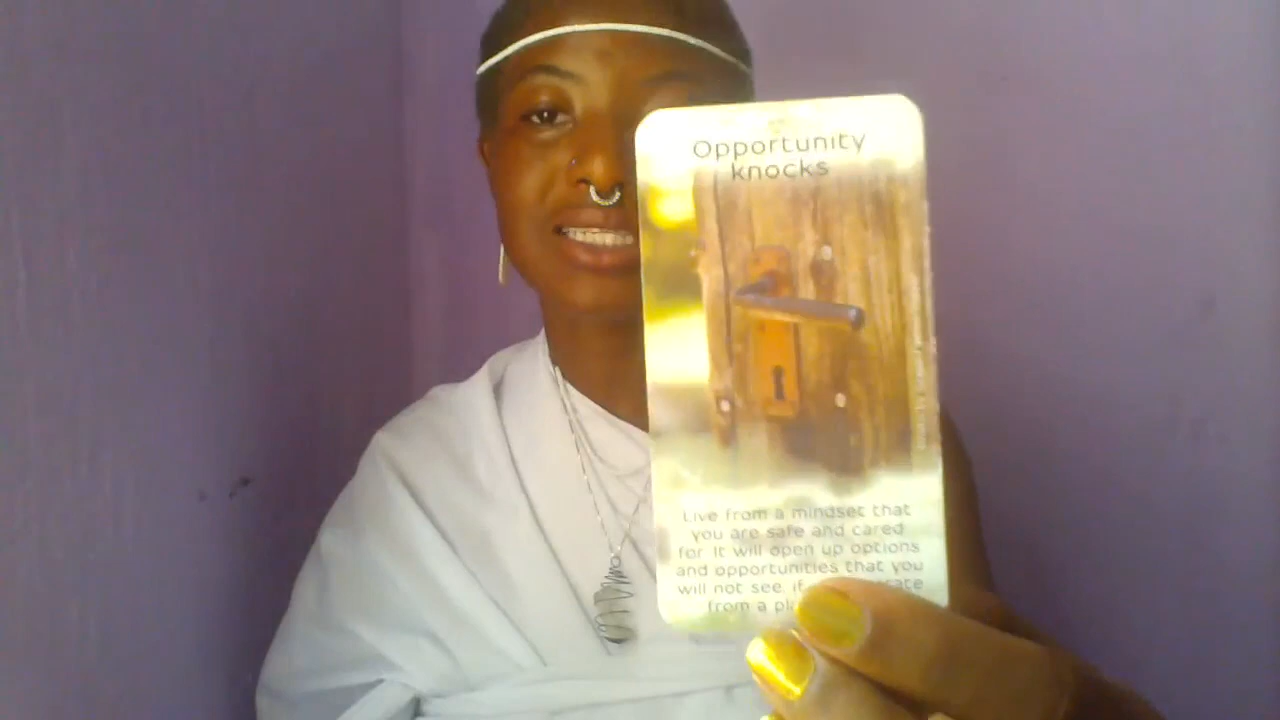 Opportunity
knocks
Live from a mindset that
you are safe and cared
for It will open up options
and opportunities that you
will not see if
from a